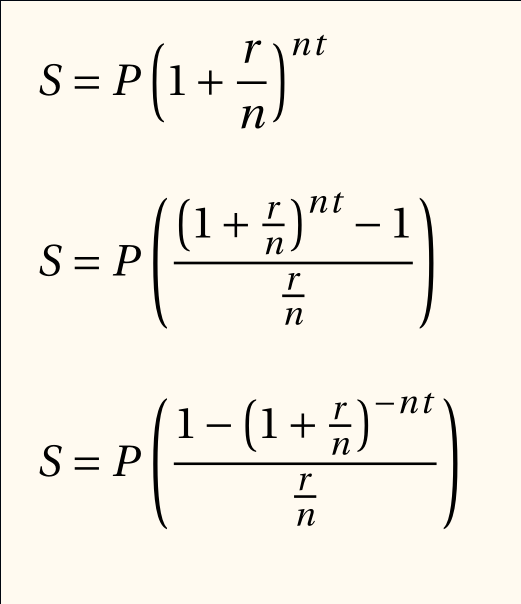 S = P(1 + r/n)^{nt}
S = P(((1 + r/n)^{nt} − 1)/(r/n))
S = P((1 − (1 + r/n)^{−nt})/(r/n))